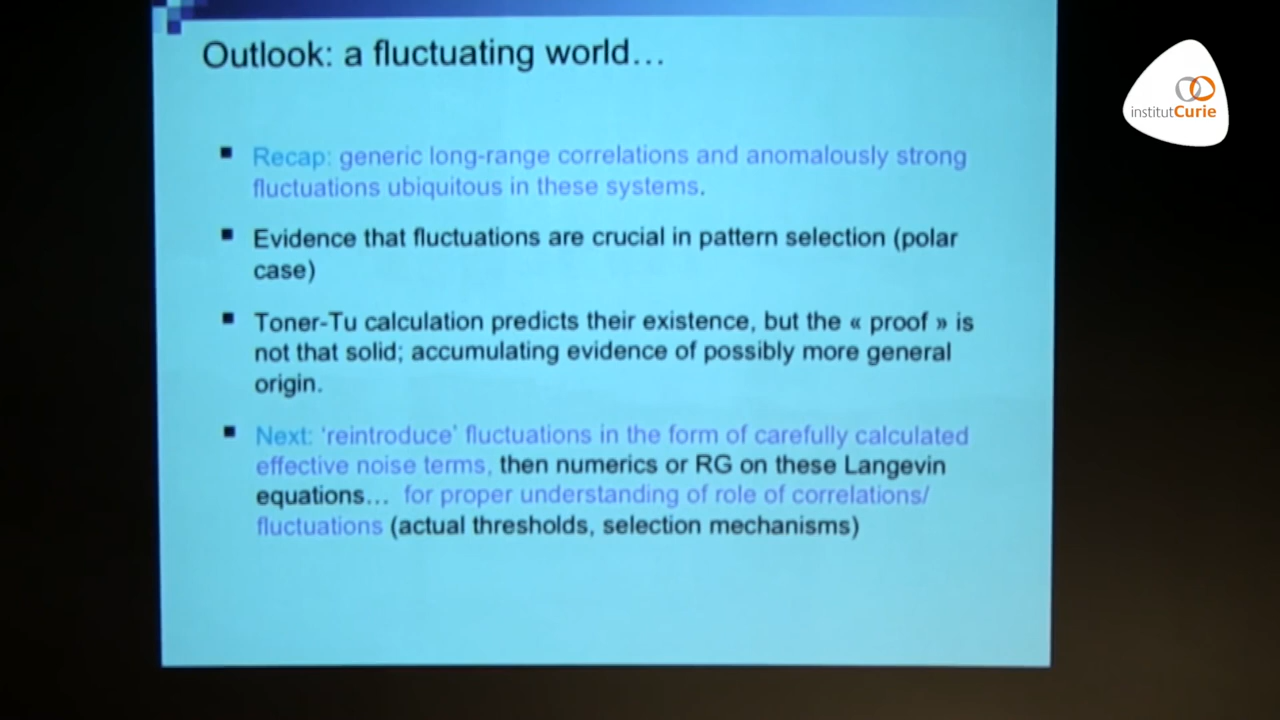 Outlook: a fluctuating world…
institutCurie
Recap: generic long-range correlations and anomalously strong
fluctuations ubiquitous in these systems.
Evidence that fluctuations are crucial in pattern selection (polar
case)
Toner-Tu calculation predicts their existence, but the « proof » is
not that solid; accumulating evidence of possibly more general
origin.
Next: ‘reintroduce’ fluctuations in the form of carefully calculated
effective noise terms, then numerics or RG on these Langevin
equations… for proper understanding of role of correlations/
fluctuations (actual thresholds, selection mechanisms)